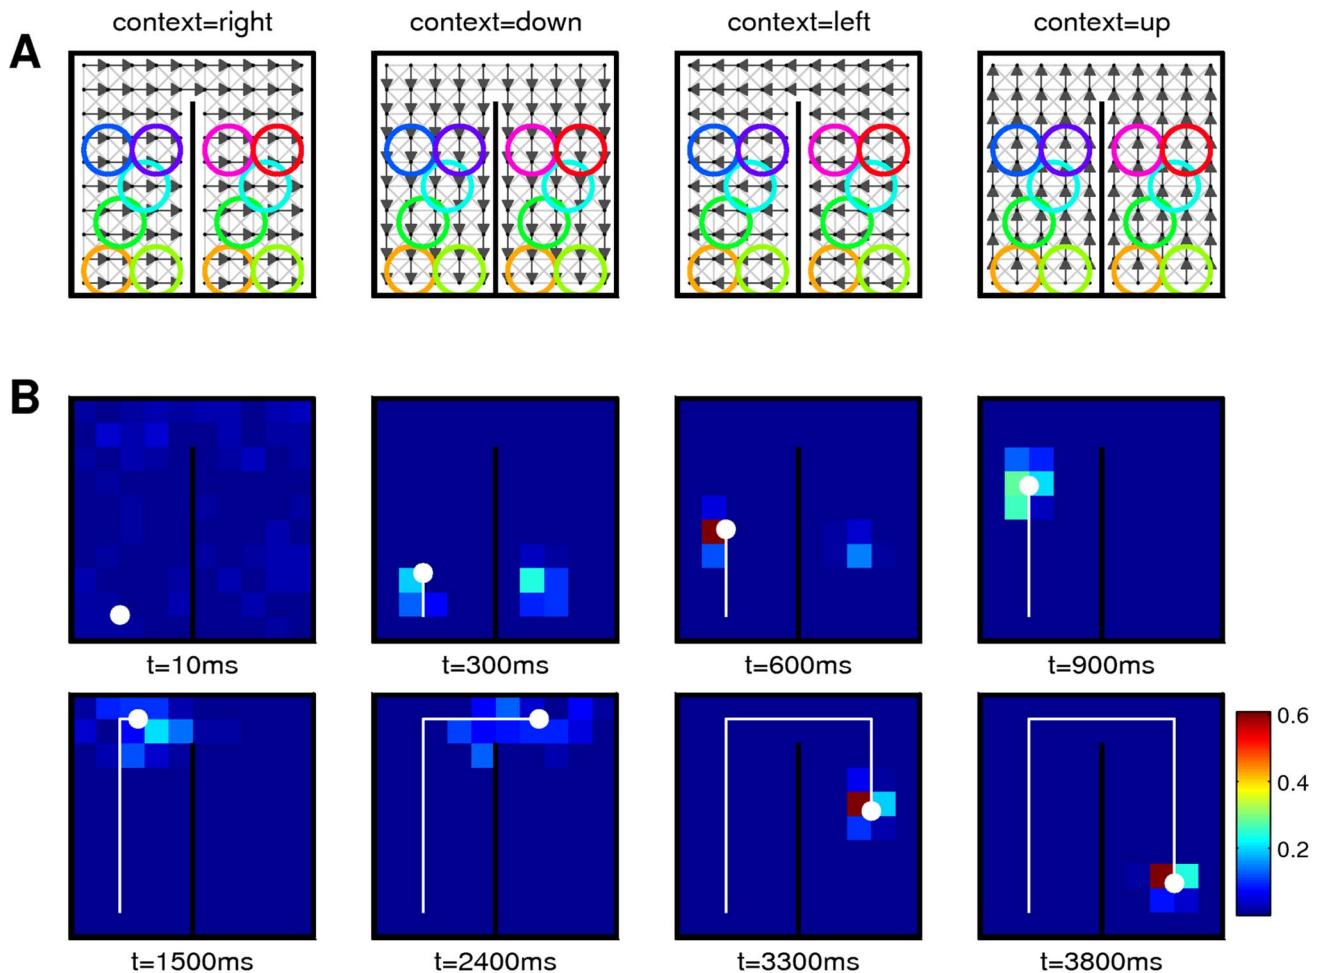 A
context=right
context=down
context=left
context=up
B
t=10ms
t=300ms
t=600ms
t=900ms
0.6
0.4
0.2
t=1500ms
t=2400ms
t=3300ms
t=3800ms